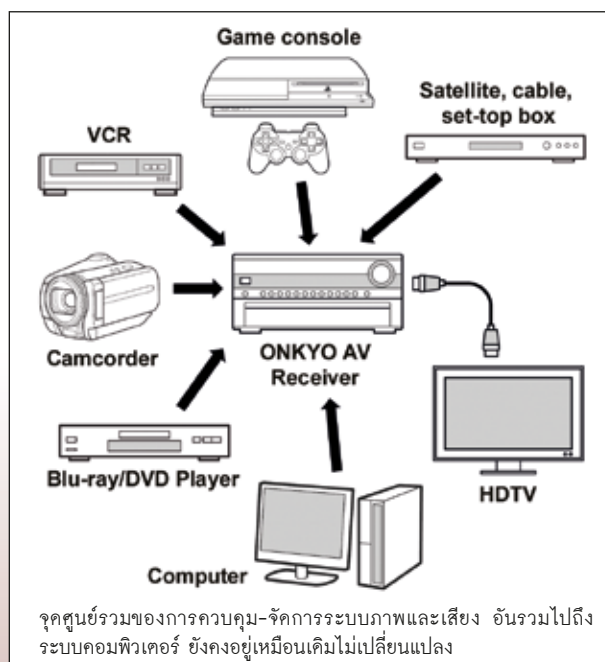 Game console
Satellite, cable,
set-top box
VCR
Camcorder
ONKYO AV
Receiver
Blu-ray/DVD Player
HDTV
Computer
จุดศูนย์รวมของการควบคุม-จัดการระบบภาพและเสียง อันรวมไปถึง
ระบบคอมพิวเตอร์ ยังคงอยู่เหมือนเดิมไม่เปลี่ยนแปลง